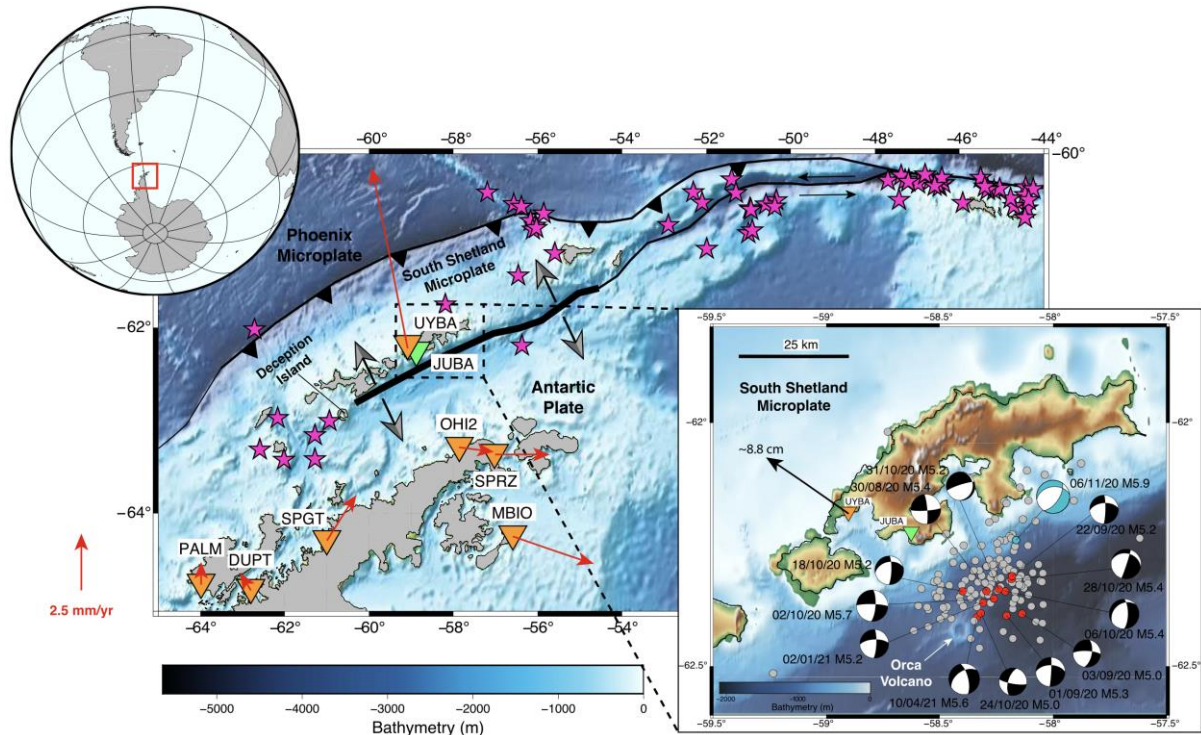 −60° −58° −56° −54° −52° −50° −48° −46° −44°
−60°
Phoenix
Microplate
South Shetland
Microplate
−62°
UYBA
JUBA
Deception
Island
Antartic
Plate
OHI2
SPRZ
−64°
SPGT
MBIO
PALM
DUPT
2.5 mm/yr
−64 −62° −60° −58° −56°
−5000 −4000 −3000 −2000 −1000 0
Bathymetry (m)
−59.5° −59° −58.5° −58° −57.5°
25 km
South Shetland
Microplate
−62°
~8.8 cm
31/10/20 M5.2
30/08/20 M5.4
06/11/20 M5.9
UYBA
JUBA
22/09/20 M5.2
18/10/20 M5.2
28/10/20 M5.4
02/10/20 M5.7
06/10/20 M5.4
02/01/21 M5.2
03/09/20 M5.0
Orca
Volcano
01/09/20 M5.3
−62.5°
−62.5°
10/04/21 M5.6
24/10/20 M5.0
−2000 −4000 0
Bathymetry (m)
−59.5° −59° −58.5° −58° −57.5°